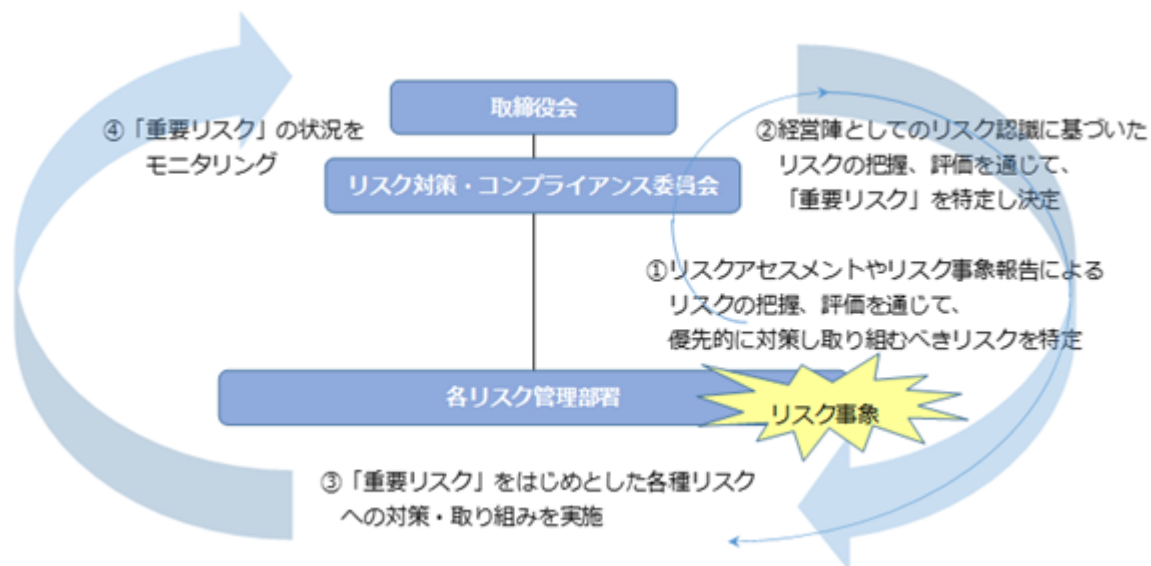 取締役会
リスク対策・コンプライアンス委員会
④「重要リスク」の状況を
モニタリング
②経営陣としてのリスク認識に基づいた
リスクの把握、評価を通じて、
「重要リスク」を特定し決定
①リスクアセスメントやリスク事象報告による
リスクの把握、評価を通じて、
優先的に対策し取り組むべきリスクを特定
各リスク管理部署
リスク事象
③「重要リスク」をはじめとした各種リスク
への対策・取り組みを実施